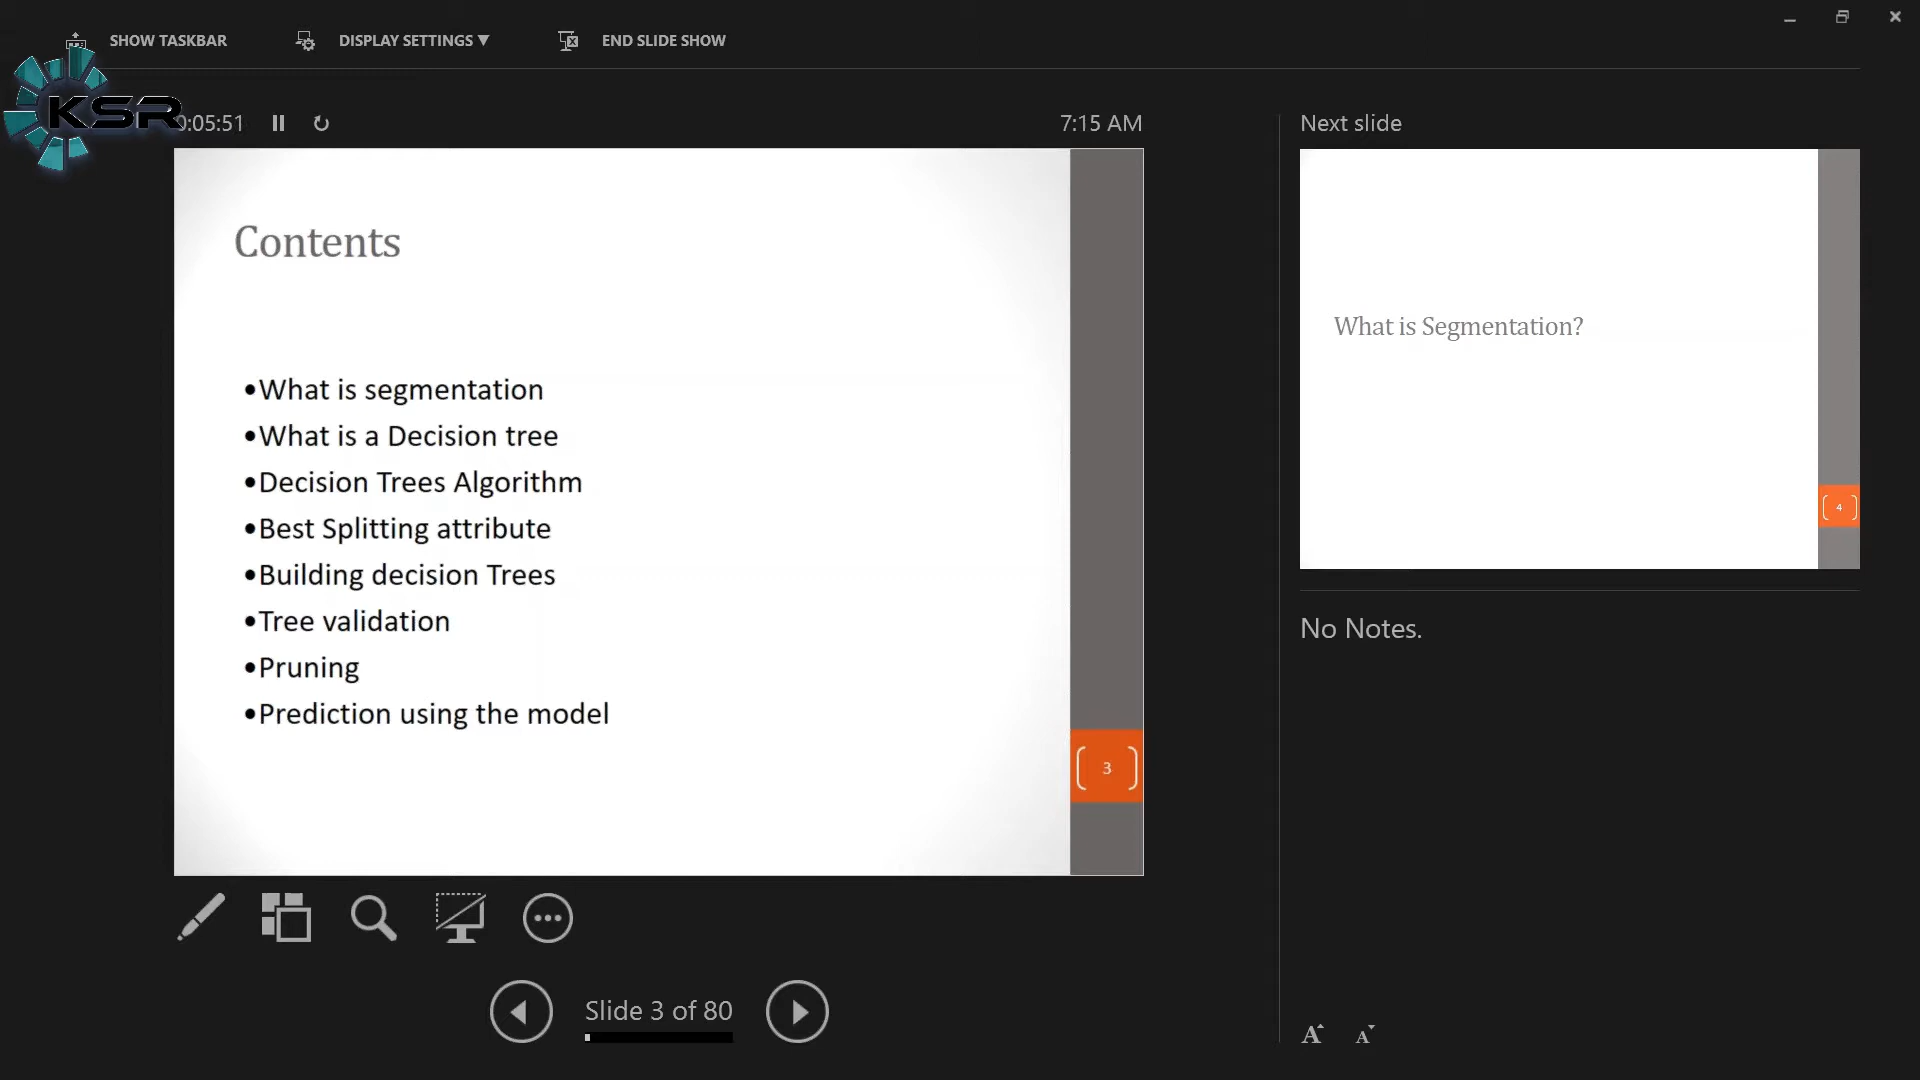 SHOW TASKBAR
DISPLAY SETTINGS ▼
END SLIDE SHOW
KSR
0:05:51
7:15 AM
Next slide
Contents
•What is segmentation
•What is a Decision tree
•Decision Trees Algorithm
•Best Splitting attribute
•Building decision Trees
•Tree validation
•Pruning
•Prediction using the model
3
What is Segmentation?
4
No Notes.
Slide 3 of 80
A A